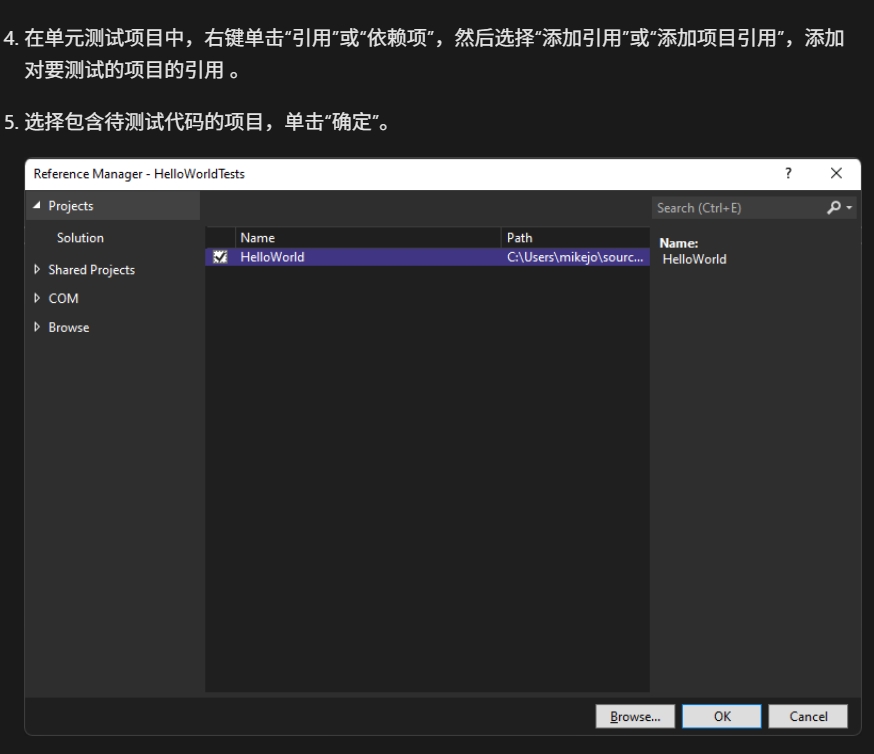 4. 在单元测试项目中，右键单击“引用”或“依赖项”，然后选择“添加引用”或“添加项目引用”，添加
对要测试的项目的引用 。
5. 选择包含待测试代码的项目，单击“确定”。
Reference Manager - HelloWorldTests
?
Projects
Search (Ctrl+E)
Solution
Name
Path
Name:
HelloWorld
C:\Users\mikejo\sourc...
HelloWorld
Shared Projects
COM
Browse
Browse...
OK
Cancel